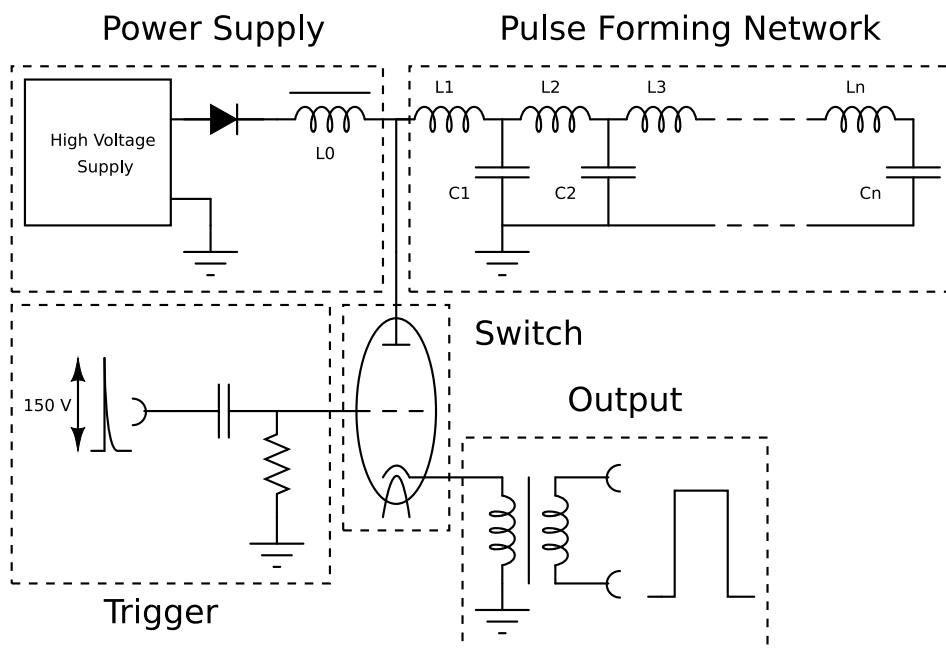 Power Supply
Pulse Forming Network
High Voltage
Supply
L0
L1
L2
L3
Ln
C1
C2
Cn
Switch
150 V
Output
Trigger